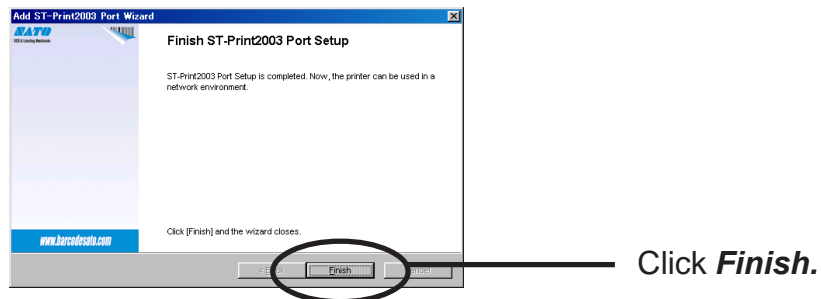 Add ST-Print2003 Port Wizard
SATO
Finish ST-Print2003 Port Setup
ST-Print2003 Port Setup is completed. Now, the printer can be used in a
network environment.
Click [Finish] and the wizard closes.
www.barcodesato.com
Finish
Click Finish.